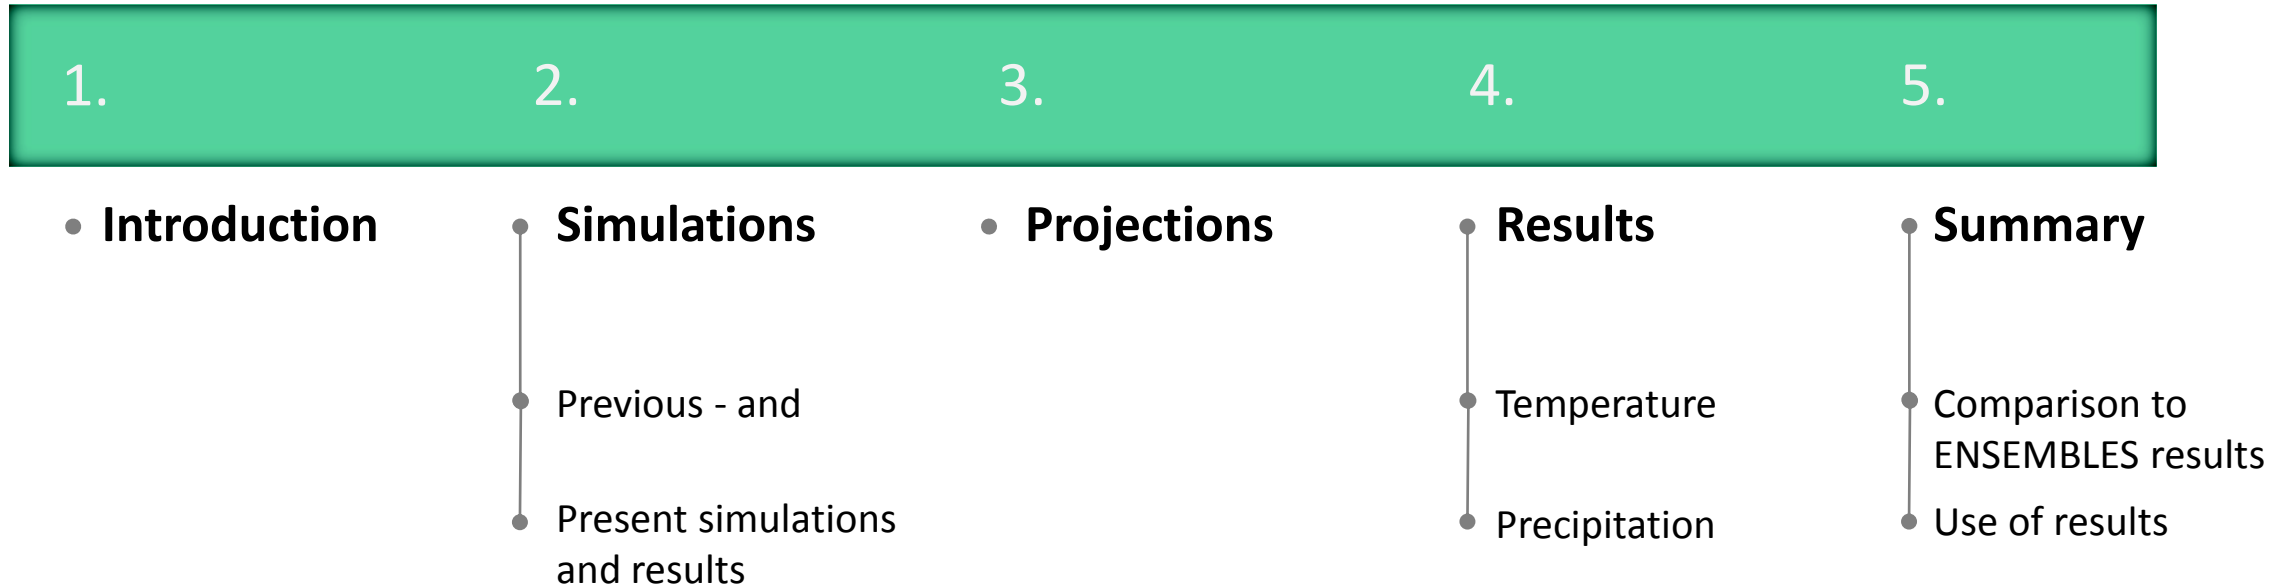 1.
2.
3.
4.
5.
Introduction
Simulations
Previous - and
Present simulations
and results
Projections
Results
Temperature
Precipitation
Summary
Comparison to
ENSEMBLES results
Use of results